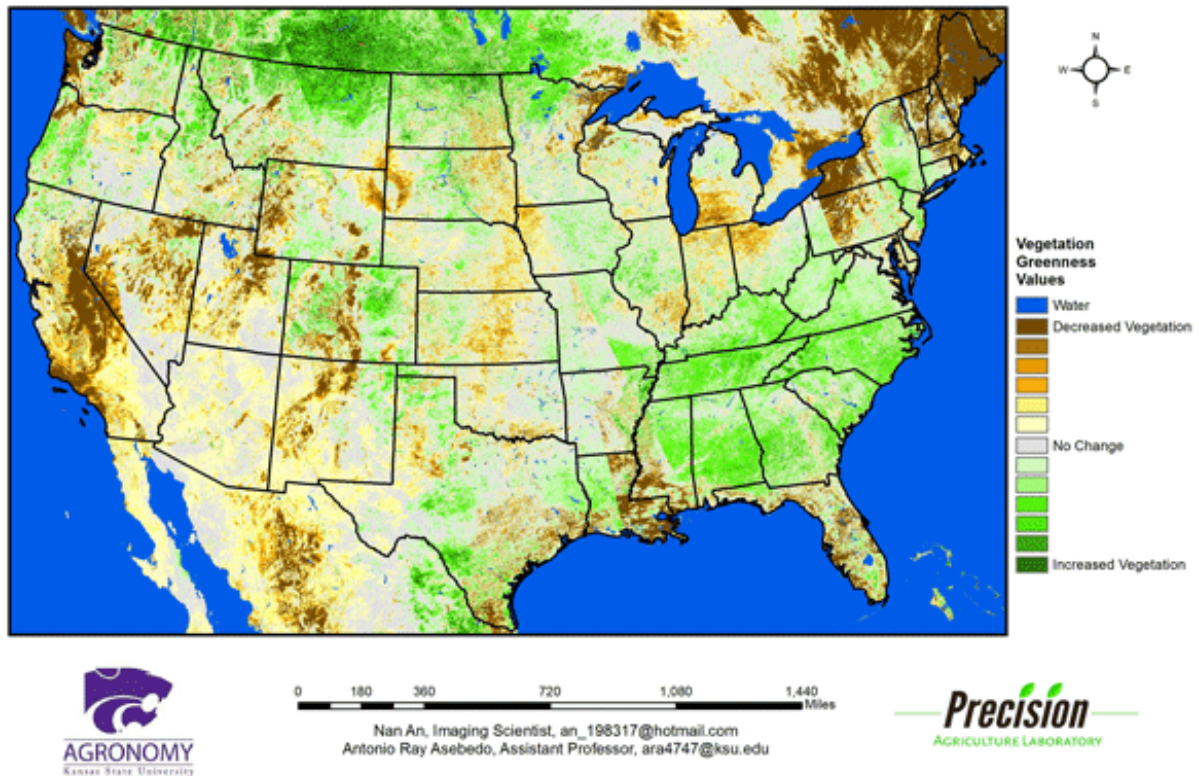 N
W E
S
Vegetation
Greenness
Values
Water
Decreased Vegetation
No Change
Increased Vegetation
0 180 360 720 1,080 1,440
Miles
Nan An, Imaging Scientist, an_198317@hotmail.com
Antonio Ray Asebedo, Assistant Professor, ara4747@ksu.edu
AGRONOMY
Kansas State University
Precision
AGRICULTURE LABORATORY